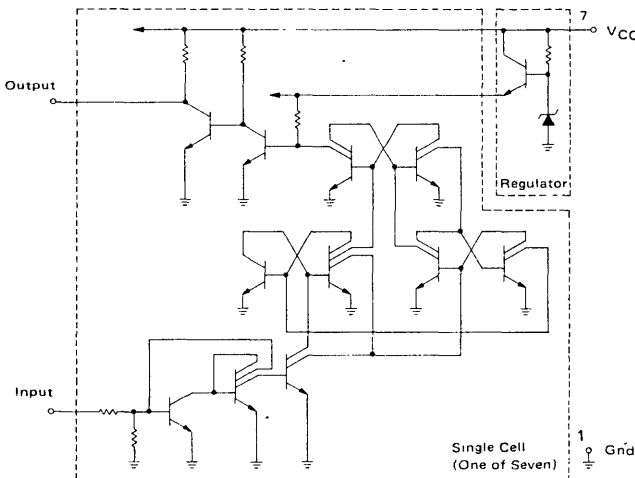 7
VCC
Output
Regulator
Input
Single Cell
(One of Seven)
1
Gnd